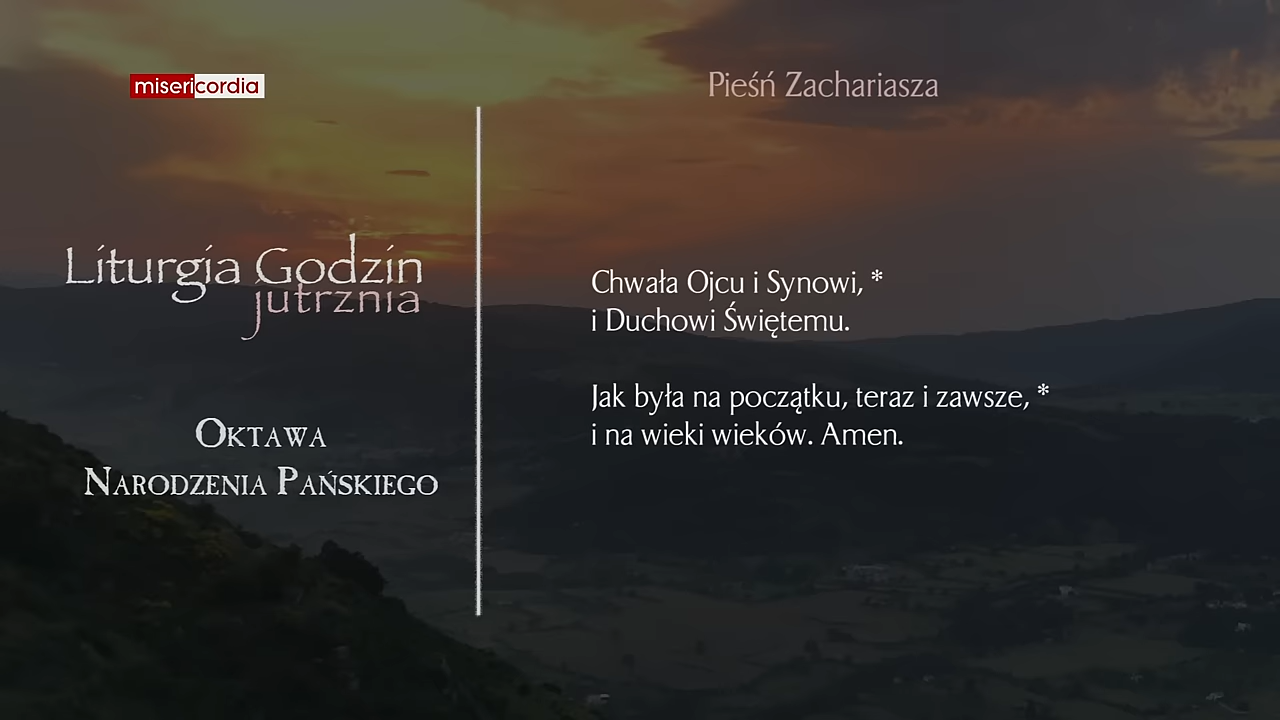 misericordia
Pieśń Zachariasza
Liturgia Godzin
jutrznia
Oktawa
Narodzenia Pańskiego
Chwała Ojcu i Synowi, *
i Duchowi Świętemu.
Jak była na początku, teraz i zawsze, *
i na wieki wieków. Amen.